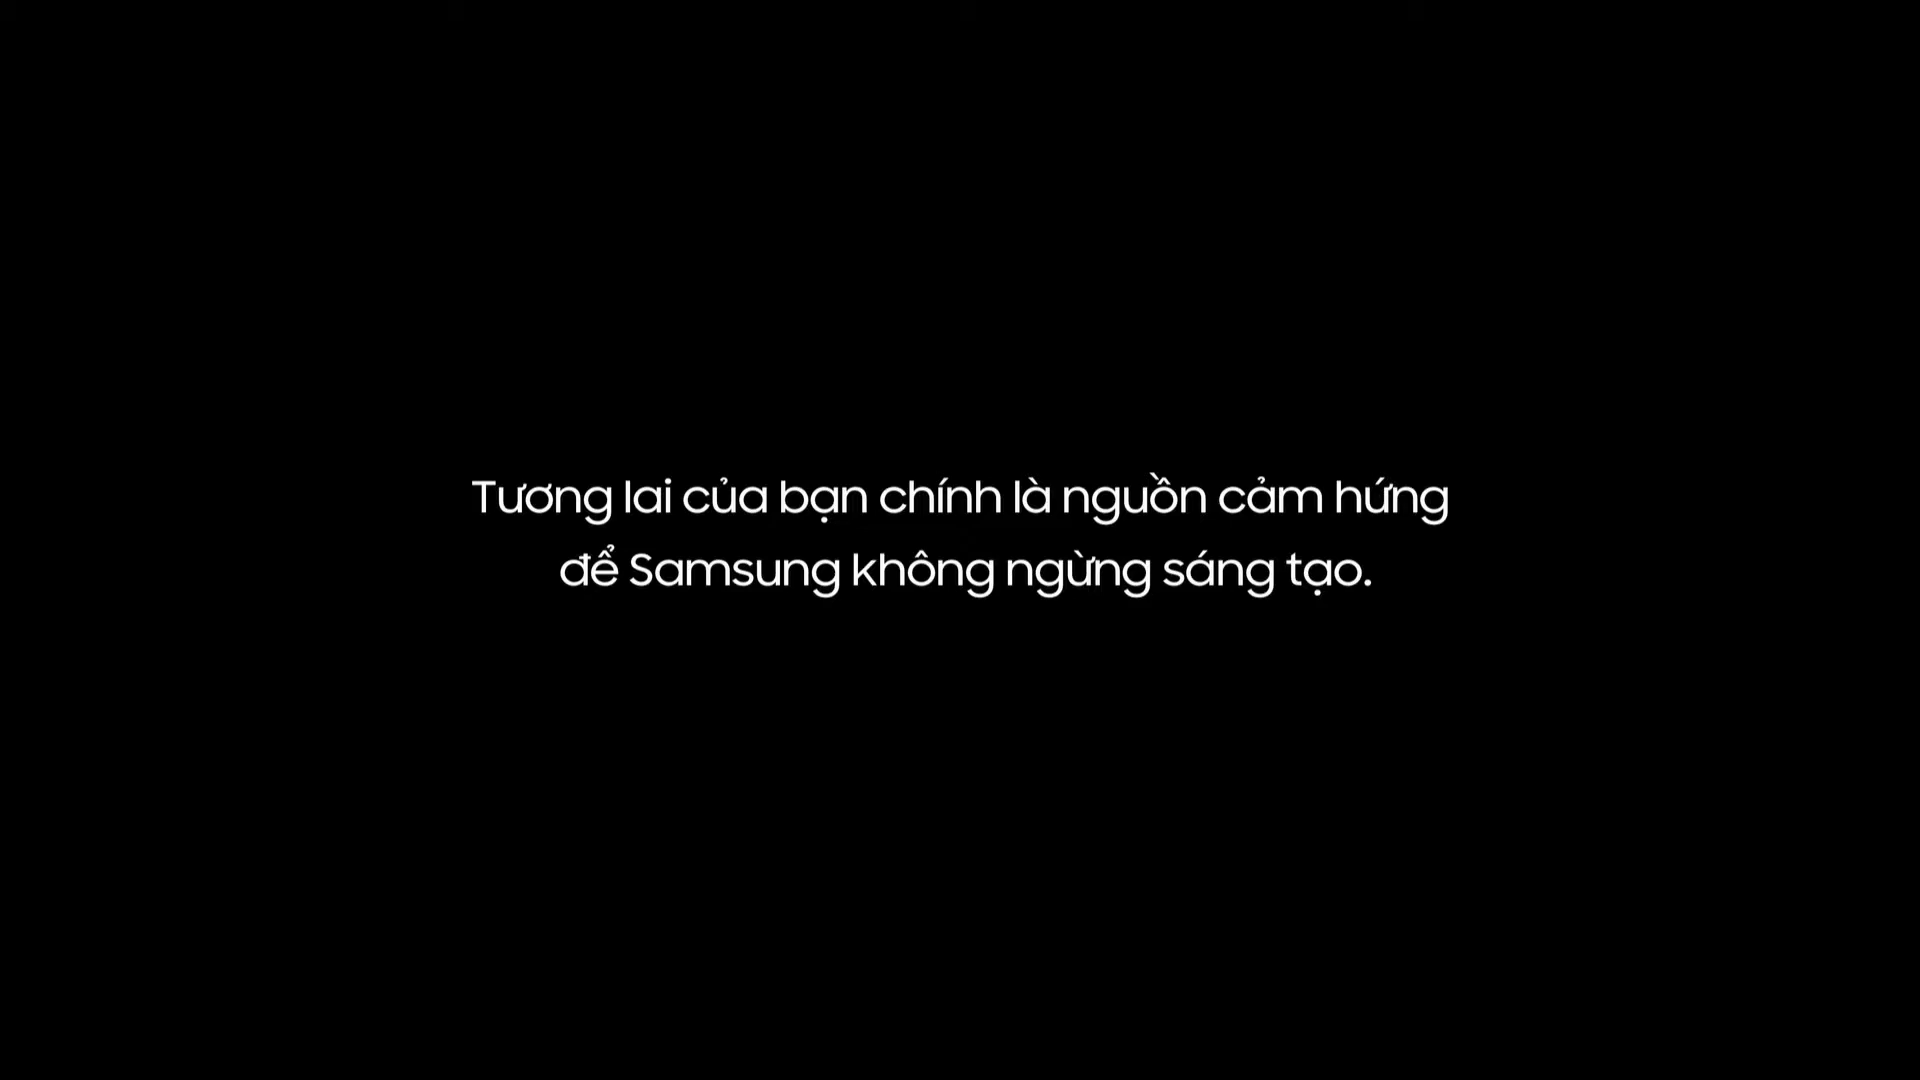 Tương lai của bạn chính là nguồn cảm hứng
để Samsung không ngừng sáng tạo.